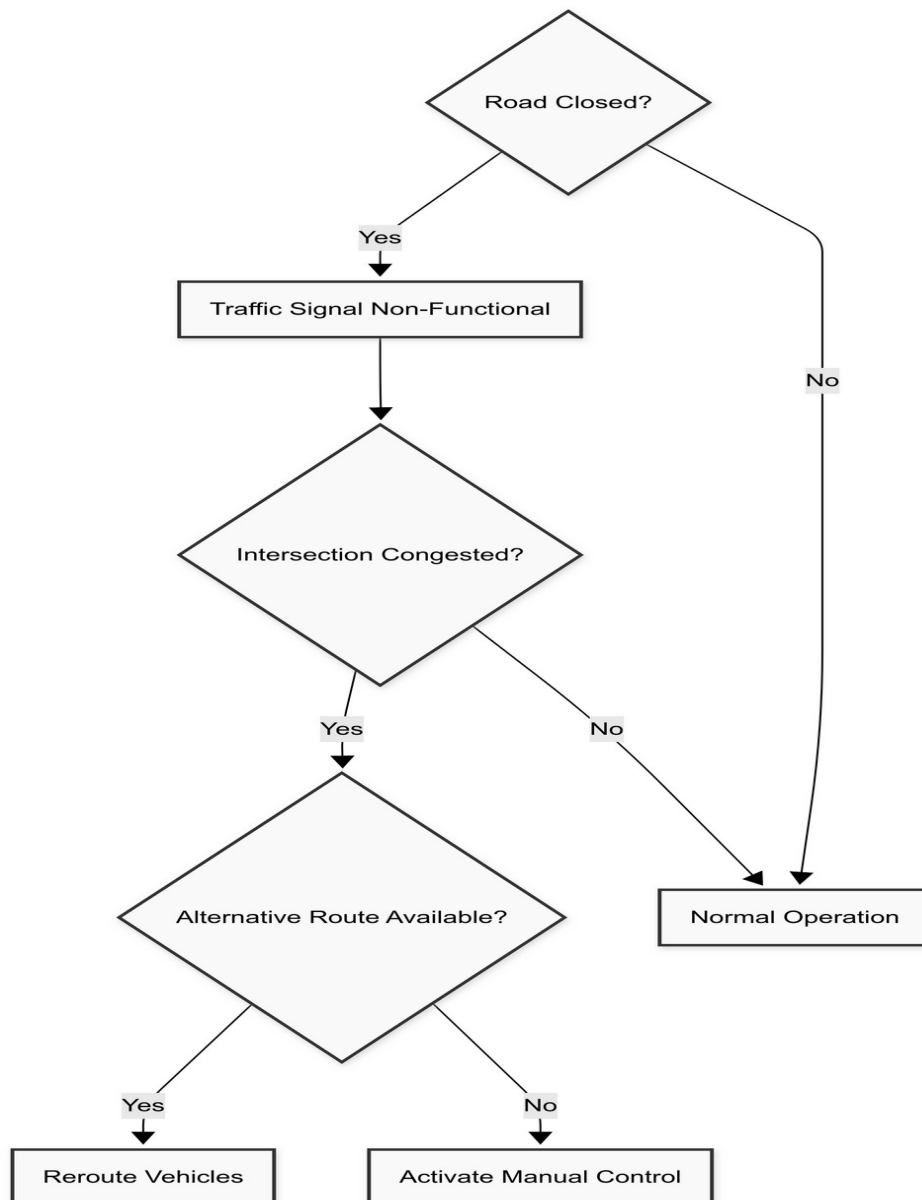 Road Closed?
Yes
Traffic Signal Non-Functional
No
Intersection Congested?
Yes
No
Alternative Route Available?
Normal Operation
Yes
No
Reroute Vehicles
Activate Manual Control